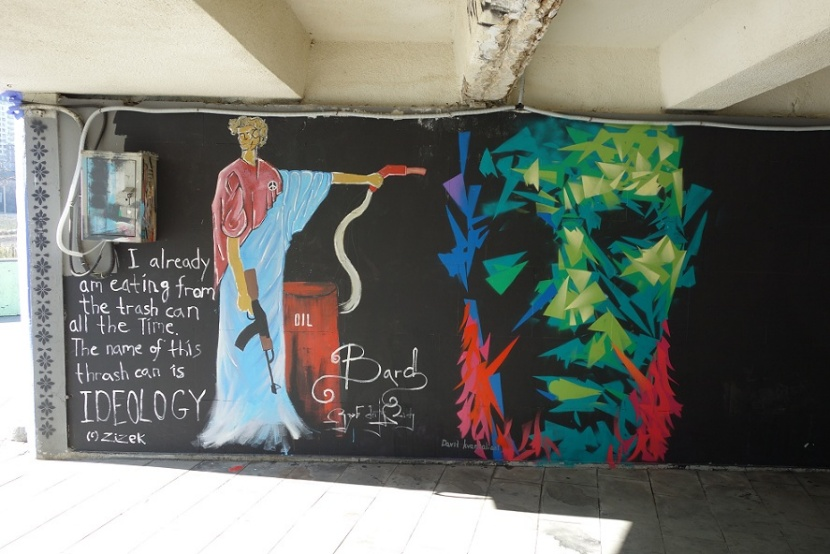 I already
am eating from
the trash can
all the Time.
The name of this
thrash can is
IDEOLOGY
(c) Zizek
OIL
Bard
David